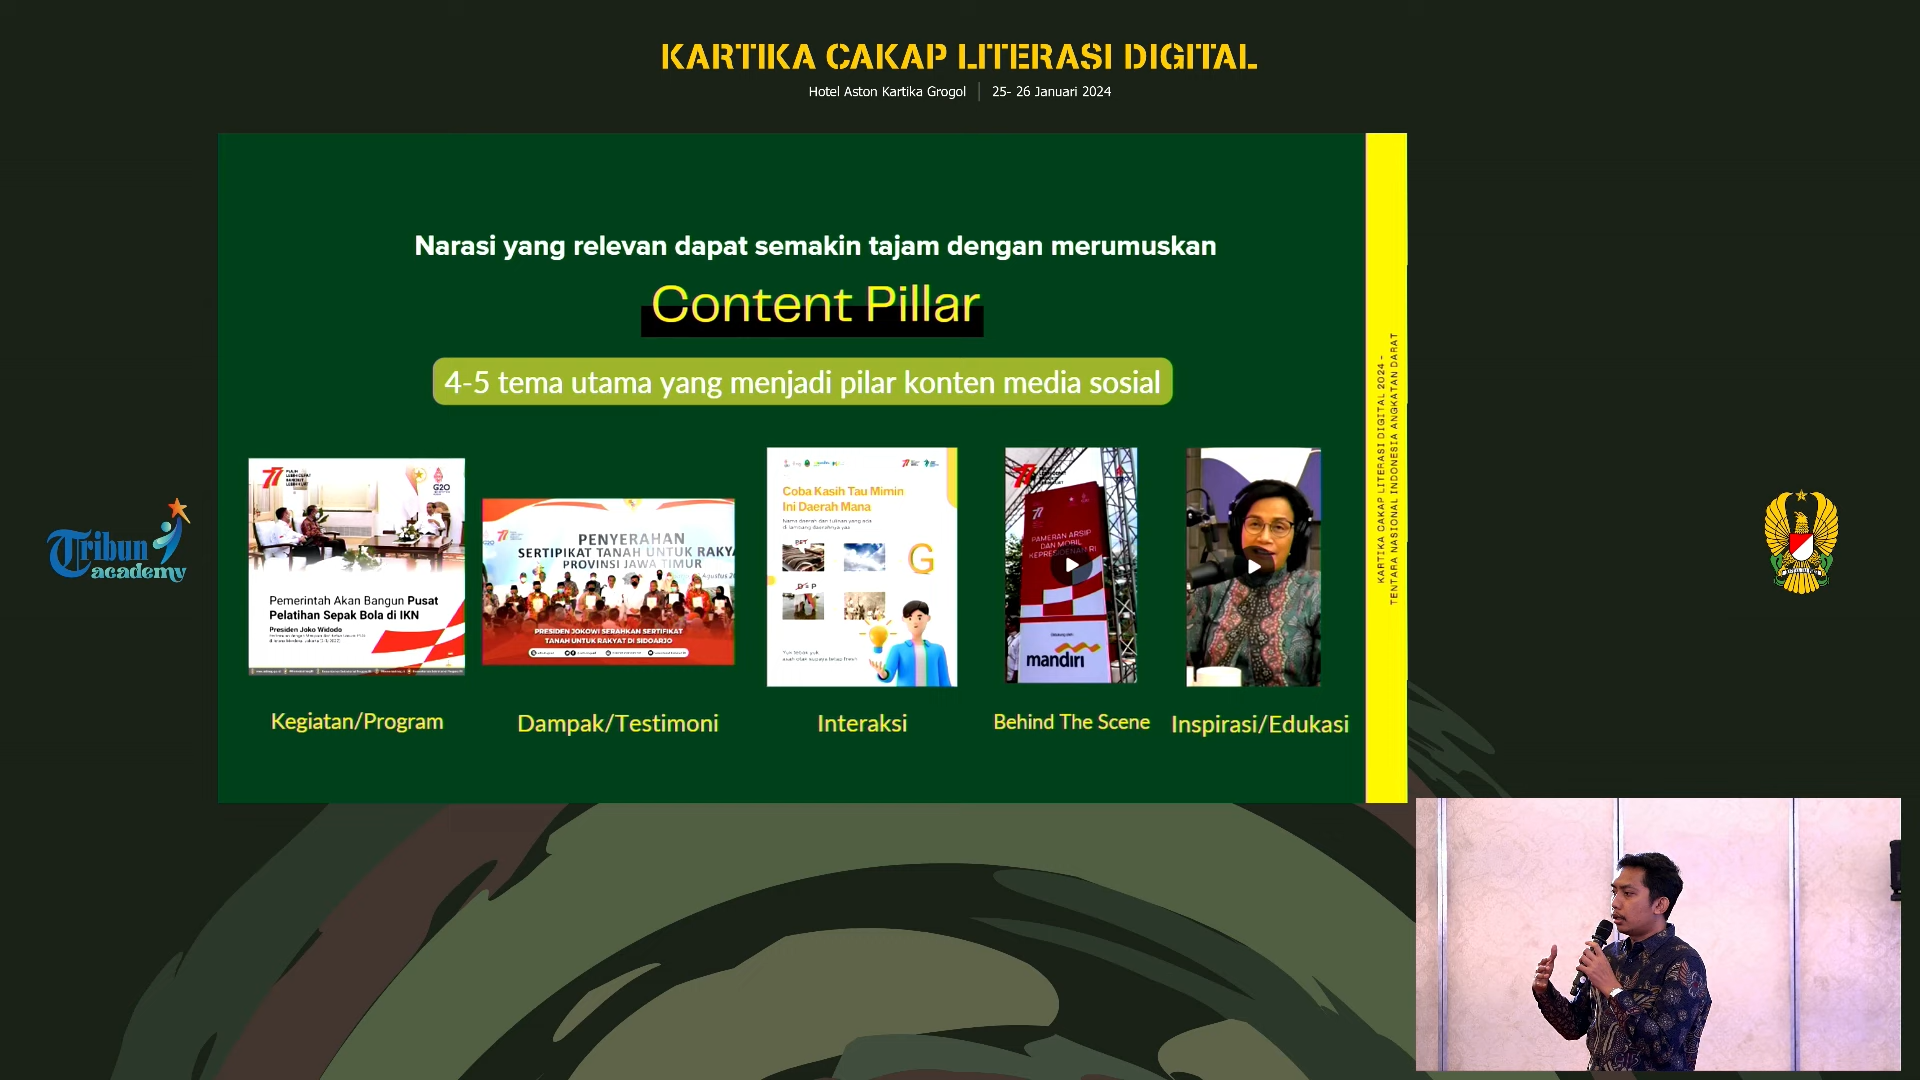 KARTIKA CAKAP LITERASI DIGITAL
Hotel Aston Kartika Grogol | 25- 26 Januari 2024
Narasi yang relevan dapat semakin tajam dengan merumuskan
Content Pillar
4-5 tema utama yang menjadi pilar konten media sosial
G20
Pemerintah Akan Bangun Pusat
Pelatihan Sepak Bola di IKN
Presiden Joko Widodo
PENYERAHAN
SERTIPIKAT TANAH UNTUK RAKYA
PROVINSI JAWA TIMUR
PRESIDEN JOKOWI SERAHKAN SERTIFIKAT
TANAH UNTUK RAKYAT DI SIDOARJO
Coba Kasih Tau Mimin
Ini Daerah Mana
G
PAMERAN ARSIP
DAN MOBIL
KEPRESIDENAN RI
mandiri
Kegiatan/Program
Dampak/Testimoni
Interaksi
Behind The Scene
Inspirasi/Edukasi
KARTIKA CAKAP LITERASI DIGITAL 2024 -
TENTARA NASIONAL INDONESIA ANGKATAN DARAT
Tribun
academy